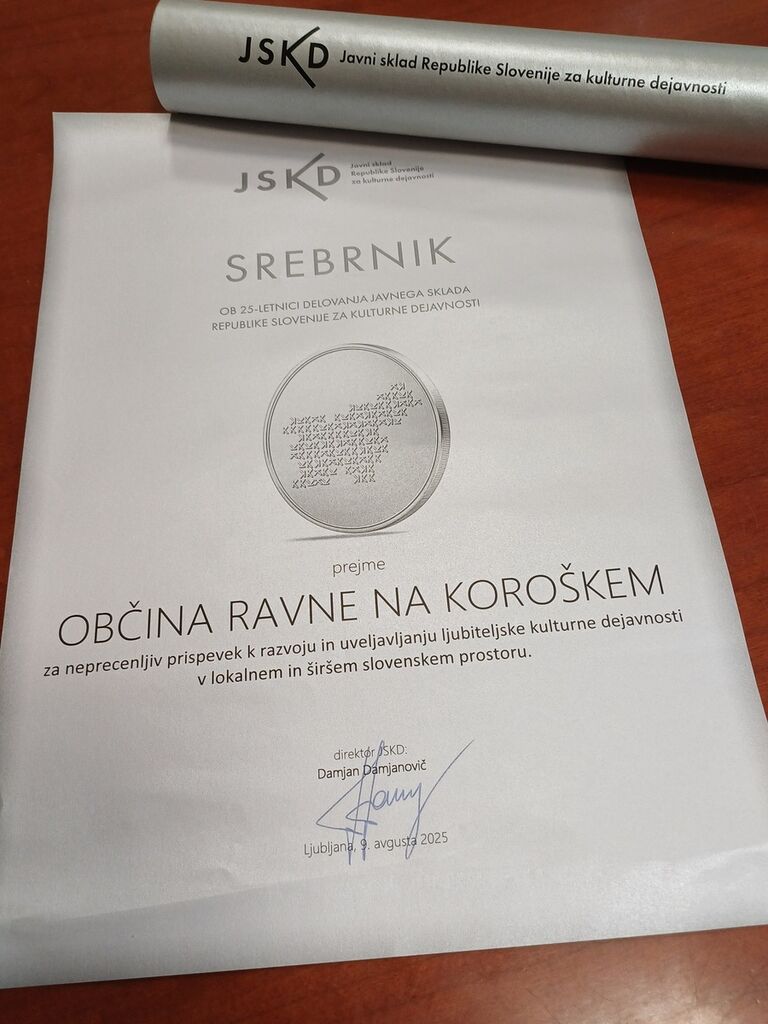 JSKD Javni sklad Republike Slovenije za kulturne dejavnosti
JSKD
Javni sklad
Republike Slovenije
za kulturne dejavnosti
SREBRNIK
OB 25-LETNICI DELOVANJA JAVNEGA SKLADA
REPUBLIKE SLOVENIJE ZA KULTURNE DEJAVNOSTI
prejme
OBČINA RAVNE NA KOROŠKEM
za neprecenljiv prispevek k razvoju in uveljavljanju ljubiteljske kulturne dejavnosti
v lokalnem in širšem slovenskem prostoru.
direktor JSKD:
Damjan Damjanovič
Ljubljana, 9. avgusta 2025